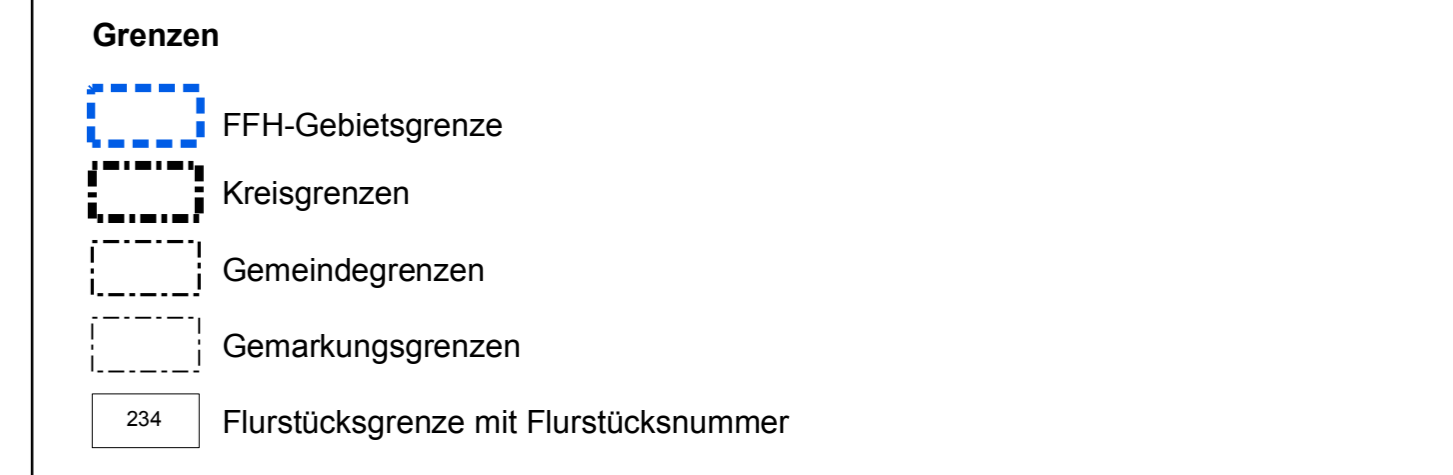 Grenzen
FFH-Gebietsgrenze
Kreisgrenzen
Gemeindegrenzen
Gemarkungsgrenzen
234 Flurstücksgrenze mit Flurstücksnummer